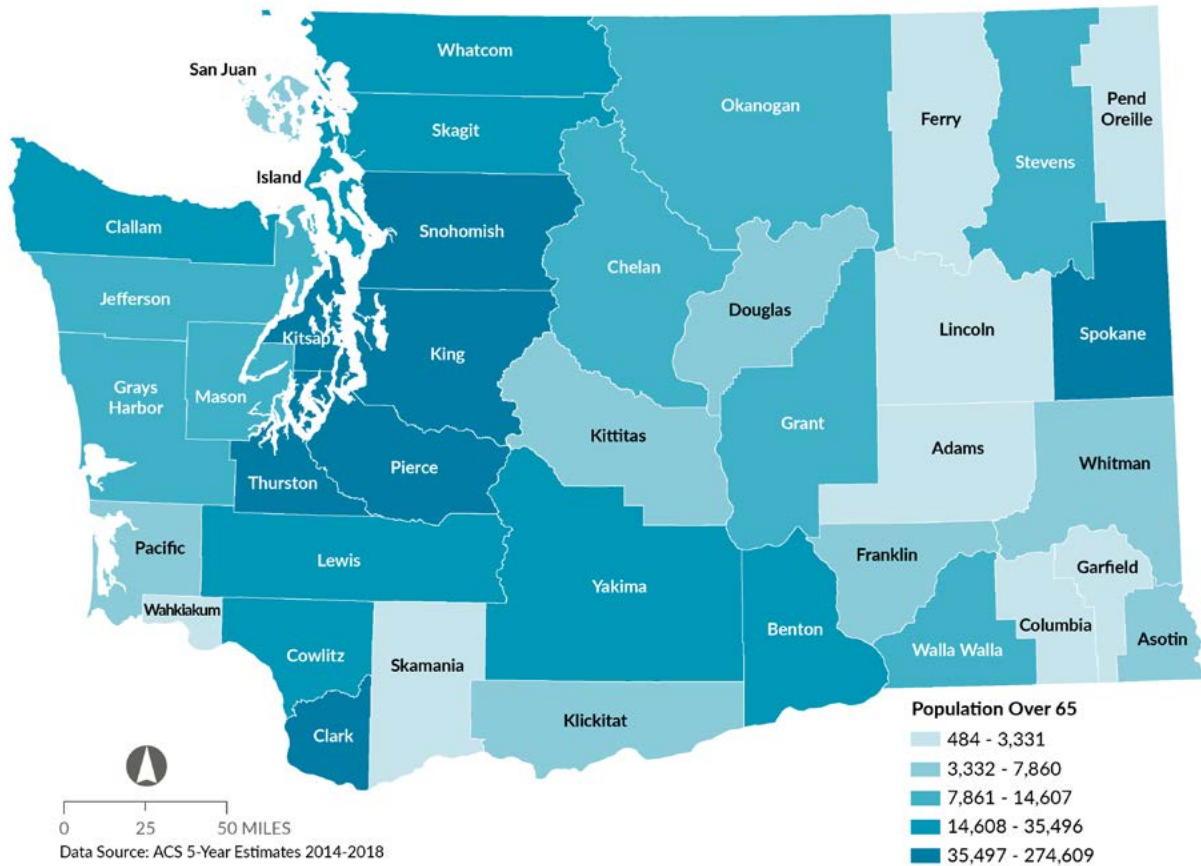 Whatcom
San Juan
Okanogan
Pend
Oreille
Ferry
Skagit
Stevens
Island
Clallam
Snohomish
Chelan
Jefferson
Douglas
Lincoln
Spokane
Kitsap
King
Grays
Harbor
Mason
Grant
Kittitas
Adams
Whitman
Pierce
Thurston
Pacific
Franklin
Lewis
Garfield
Yakima
Wahkiakum
Benton
Columbia
Asotin
Cowlitz
Skamania
Walla Walla
Klickitat
Clark
Population Over 65
484 - 3,331
3,332 - 7,860
7,861 - 14,607
14,608 - 35,496
35,497 - 274,609
0 25 50 MILES
Data Source: ACS 5-Year Estimates 2014-2018